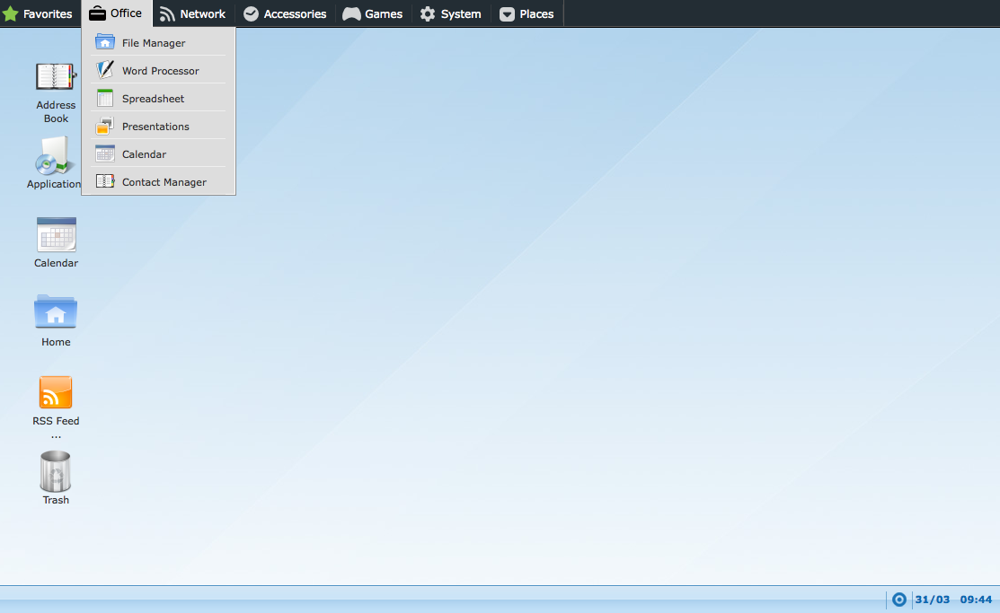 Favorites Office Network Accessories Games System Places
File Manager
Word Processor
Spreadsheet
Presentations
Calendar
Contact Manager
Address
Book
Application
Calendar
Home
RSS Feed
...
Trash
31/03 09:44